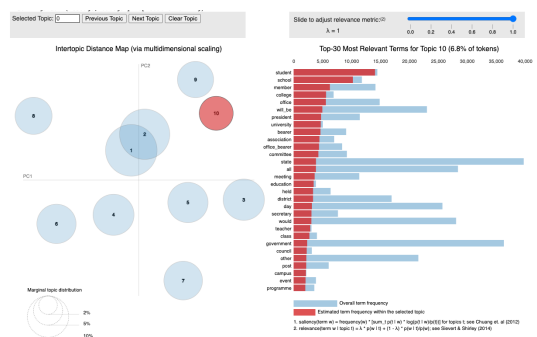 Selected Topic: 0 Previous Topic Next Topic Clear Topic
Slide to adjust relevance metric:(2)
λ = 1
0.0 0.2 0.4 0.6 0.8 1.0
Intertopic Distance Map (via multidimensional scaling)
PC2
PC1
9
10
8
2
1
5
3
4
6
7
Marginal topic distribution
2%
5%
10%
Top-30 Most Relevant Terms for Topic 10 (6.8% of tokens)
0 5,000 10,000 15,000 20,000 25,000 30,000 35,000 40,000
student
school
member
college
office
will_be
president
university
bearer
association
office_bearer
committee
state
all
meeting
education
held
district
day
secretary
would
teacher
class
government
council
other
post
campus
event
programme
Overall term frequency
Estimated term frequency within the selected topic
1. saliency(term w) = frequency(w) * [sum_t p(t | w) * log(p(t | w)/p(t))] for topics t; see Chuang et. al (2012)
2. relevance(term w | topic t) = λ * p(w | t) + (1 - λ) * p(w | t)/p(w); see Sievert & Shirley (2014)